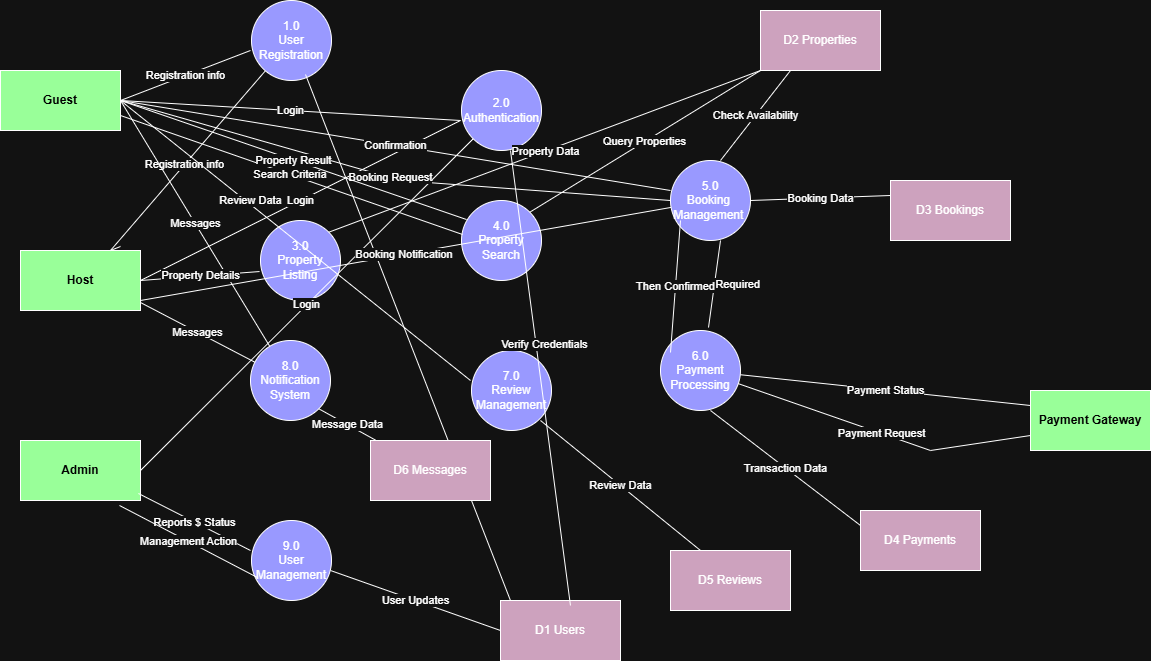 1.0
User
Registration
D2 Properties
Registration info
Guest
2.0
Authentication
Login
Check Availability
Confirmation
Property Data
Query Properties
Property Result
Registration info
Search Criteria
Booking Request
5.0
Booking
Management
Review Data
Login
Booking Data
D3 Bookings
Messages
4.0
Property
Search
3.0
Property
Listing
Booking Notification
Host
Property Details
Then Confirmed
Required
Login
Messages
Verify Credentials
8.0
Notification
System
7.0
Review
Management
6.0
Payment
Processing
Payment Status
Payment Gateway
Message Data
Payment Request
Admin
D6 Messages
Transaction Data
Review Data
Reports $ Status
Management Action
D4 Payments
9.0
User
Management
D5 Reviews
User Updates
D1 Users